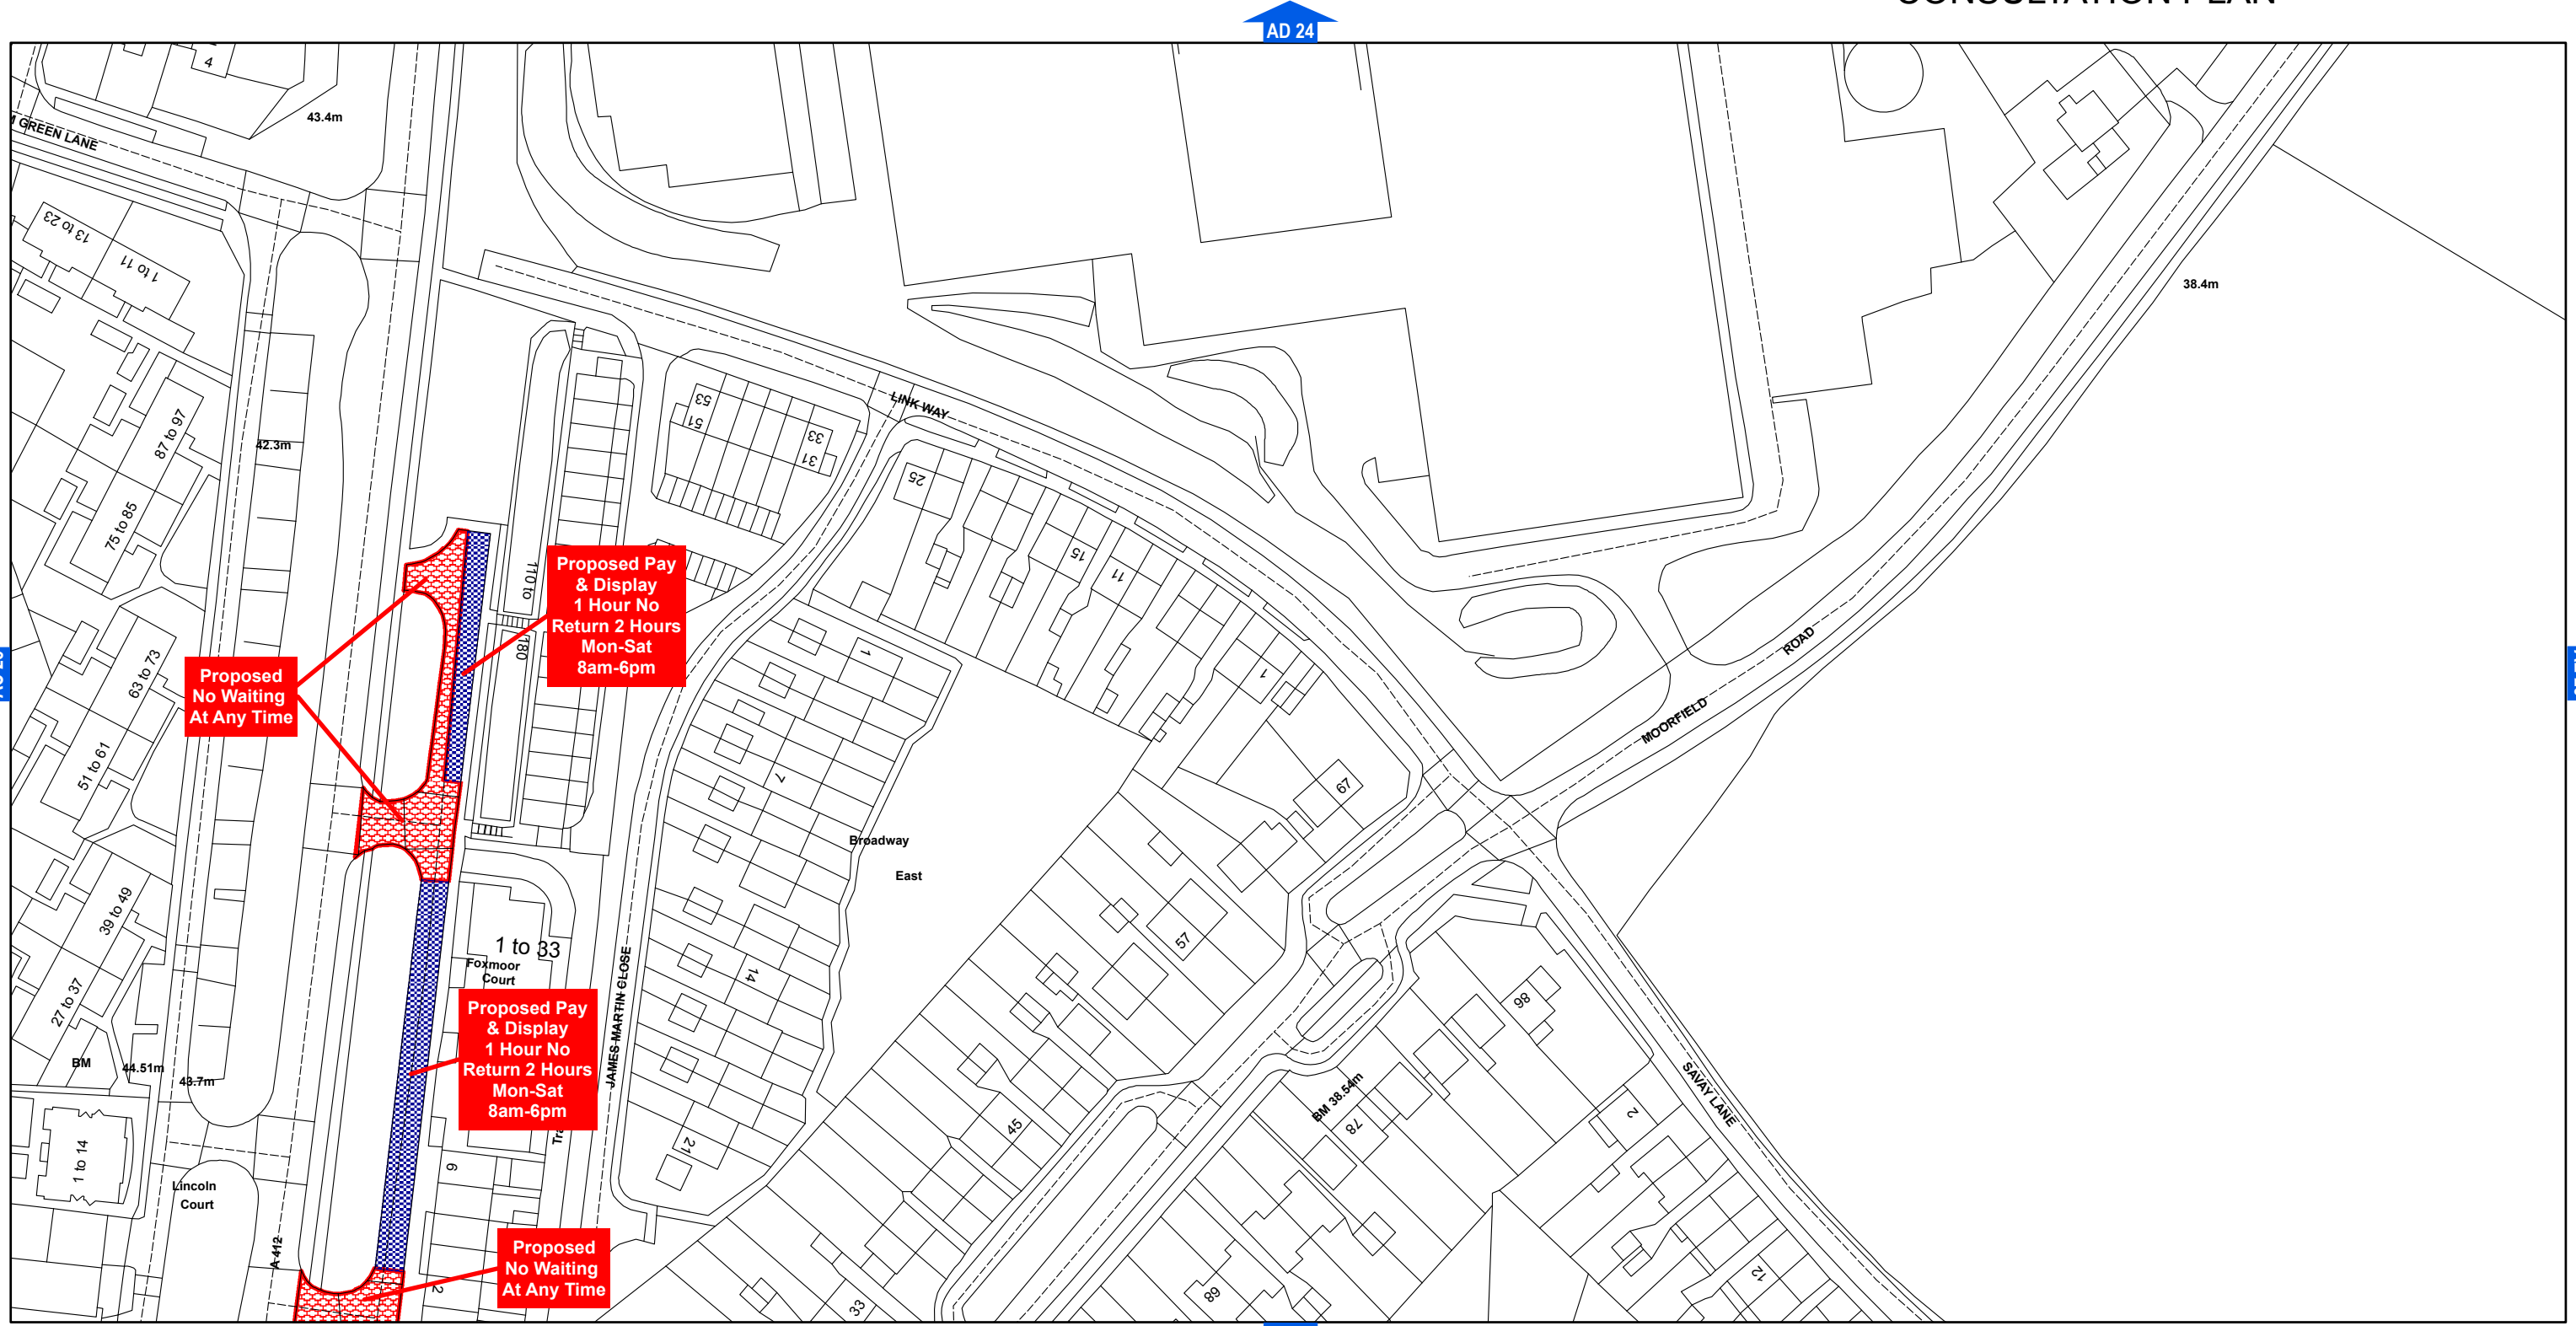 CONSULTATION PLAN
AD 24
4
43.4m
GREEN LANE
13 to 23
1 to 11
38.4m
LINK WAY
53
51
33
31
87 to 97
42.3m
25
75 to 85
15
11
110 to
180
Proposed Pay
& Display
1 Hour No
Return 2 Hours
Mon-Sat
8am-6pm
1
1
ROAD
MOORFIELD
Proposed
No Waiting
At Any Time
63 to 73
51 to 61
7
67
Broadway
East
39 to 49
1 to 33
Foxmoor
Court
57
14
98
27 to 37
JAMES MARTIN CLOSE
Proposed Pay
& Display
1 Hour No
Return 2 Hours
Mon-Sat
8am-6pm
BM
44.51m
43.7m
BM 38.54m
78
SAVAY LANE
2
45
21
1 to 14
6
Lincoln
Court
A 412
Proposed
No Waiting
At Any Time
2
33
68
12